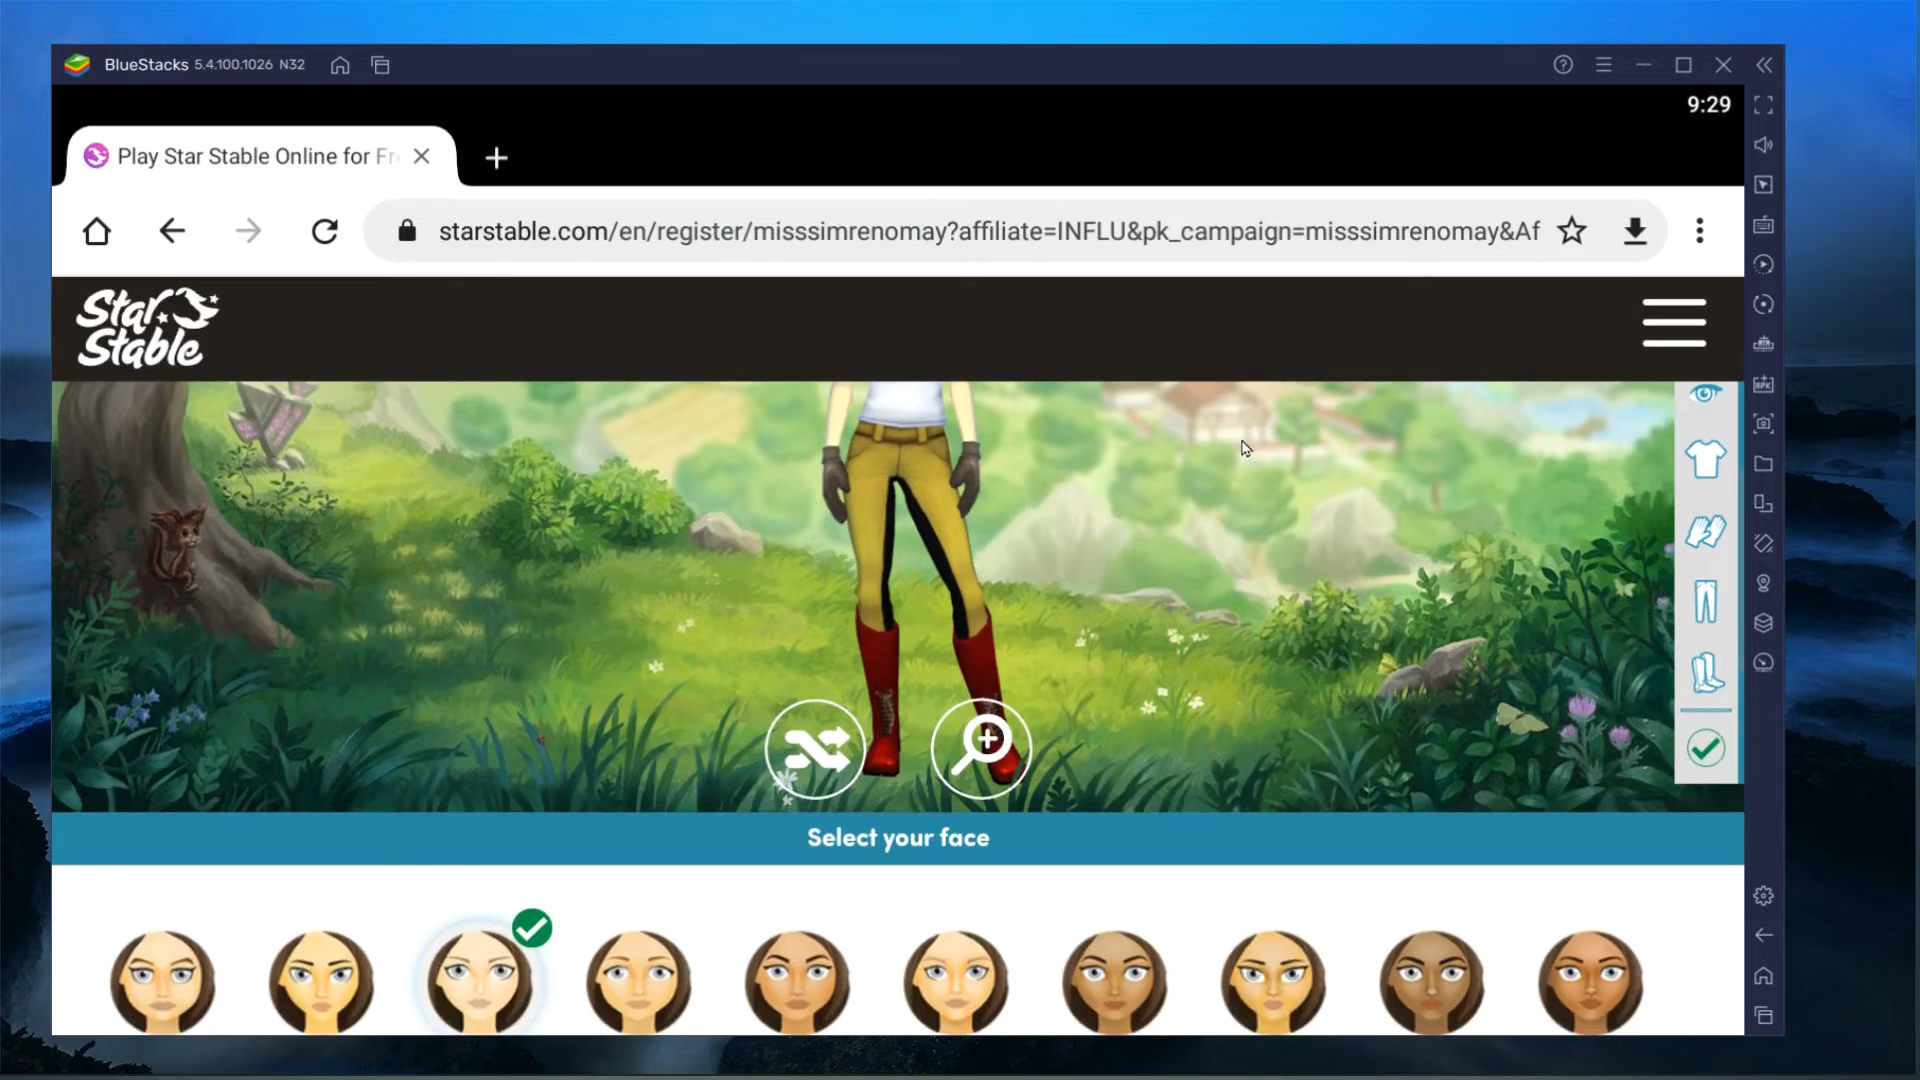 BlueStacks 5.4.100.1026 N32
9:29
Play Star Stable Online for Fr
starstable.com/en/register/misssimrenomay?affiliate=INFLU&pk_campaign=misssimrenomay&Af
Star
Stable
Select your face